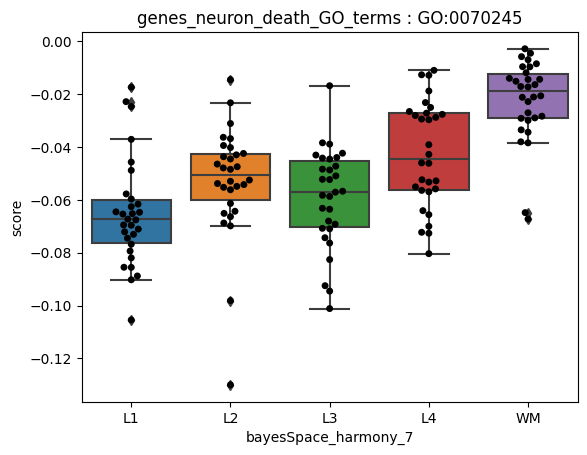 genes_neuron_death_GO_terms : GO:0070245
0.00
−0.02
−0.04
−0.06
−0.08
−0.10
−0.12
score
L1 L2 L3 L4 WM
bayesSpace_harmony_7